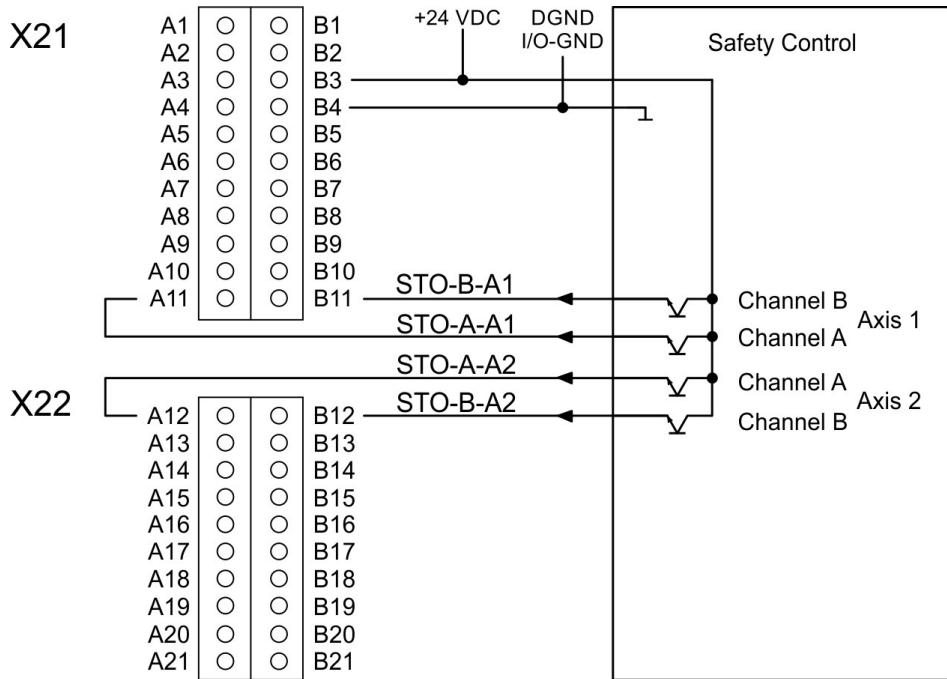 X21
+24 VDC
DGND
I/O-GND
Safety Control
A1 B1
A2 B2
A3 B3
A4 B4
A5 B5
A6 B6
A7 B7
A8 B8
A9 B9
A10 B10
A11 B11
STO-B-A1
Channel B
Axis 1
STO-A-A1
Channel A
X22
STO-A-A2
Channel A
Axis 2
STO-B-A2
Channel B
A12 B12
A13 B13
A14 B14
A15 B15
A16 B16
A17 B17
A18 B18
A19 B19
A20 B20
A21 B21